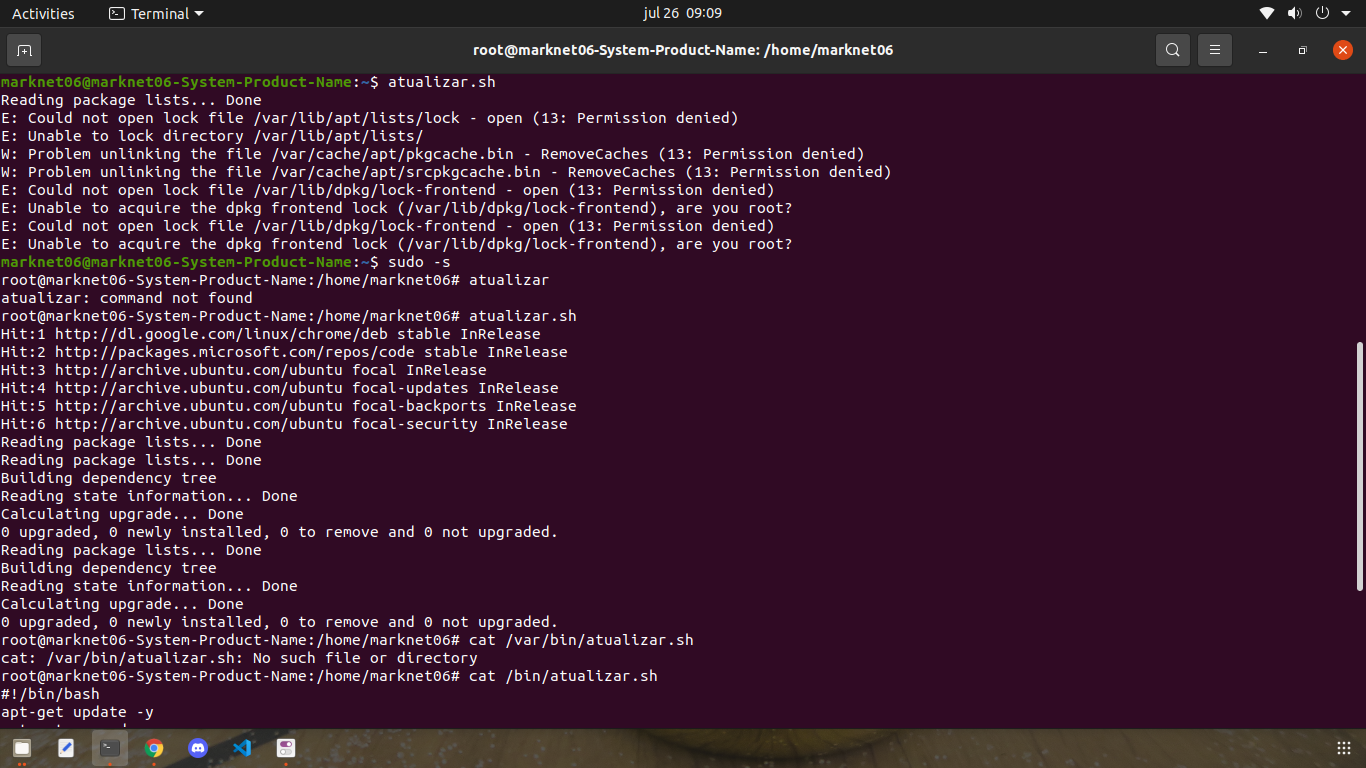 Activities
Terminal
jul 26 09:09
root@marknet06-System-Product-Name: /home/marknet06
marknet06@marknet06-System-Product-Name:~$ atualizar.sh
Reading package lists... Done
E: Could not open lock file /var/lib/apt/lists/lock - open (13: Permission denied)
E: Unable to lock directory /var/lib/apt/lists/
W: Problem unlinking the file /var/cache/apt/pkgcache.bin - RemoveCaches (13: Permission denied)
W: Problem unlinking the file /var/cache/apt/srcpkgcache.bin - RemoveCaches (13: Permission denied)
E: Could not open lock file /var/lib/dpkg/lock-frontend - open (13: Permission denied)
E: Unable to acquire the dpkg frontend lock (/var/lib/dpkg/lock-frontend), are you root?
E: Could not open lock file /var/lib/dpkg/lock-frontend - open (13: Permission denied)
E: Unable to acquire the dpkg frontend lock (/var/lib/dpkg/lock-frontend), are you root?
marknet06@marknet06-System-Product-Name:~$ sudo -s
root@marknet06-System-Product-Name:/home/marknet06# atualizar
atualizar: command not found
root@marknet06-System-Product-Name:/home/marknet06# atualizar.sh
Hit:1 http://dl.google.com/linux/chrome/deb stable InRelease
Hit:2 http://packages.microsoft.com/repos/code stable InRelease
Hit:3 http://archive.ubuntu.com/ubuntu focal InRelease
Hit:4 http://archive.ubuntu.com/ubuntu focal-updates InRelease
Hit:5 http://archive.ubuntu.com/ubuntu focal-backports InRelease
Hit:6 http://archive.ubuntu.com/ubuntu focal-security InRelease
Reading package lists... Done
Reading package lists... Done
Building dependency tree
Reading state information... Done
Calculating upgrade... Done
0 upgraded, 0 newly installed, 0 to remove and 0 not upgraded.
Reading package lists... Done
Building dependency tree
Reading state information... Done
Calculating upgrade... Done
0 upgraded, 0 newly installed, 0 to remove and 0 not upgraded.
root@marknet06-System-Product-Name:/home/marknet06# cat /var/bin/atualizar.sh
cat: /var/bin/atualizar.sh: No such file or directory
root@marknet06-System-Product-Name:/home/marknet06# cat /bin/atualizar.sh
#!/bin/bash
apt-get update -y